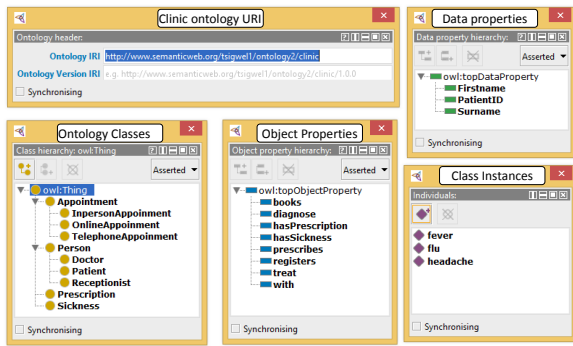 Clinic ontology URI
Ontology header:
Ontology IRI http://www.semanticweb.org/tsigwel1/ontology2/clinic
Ontology Version IRI e.g. http://www.semanticweb.org/tsigwel1/ontology2/clinic/1.0.0
Synchronising
Data properties
Data property hierarchy:
Asserted
owl:topDataProperty
Firstname
PatientID
Surname
Synchronising
Ontology Classes
Class hierarchy: owl:Thing
Asserted
owl:Thing
Appointment
InpersonAppoinment
OnlineAppoinment
TelephoneAppoinment
Person
Doctor
Patient
Receptionist
Prescription
Sickness
Synchronising
Object Properties
Object property hierarchy:
Asserted
owl:topObjectProperty
books
diagnose
hasPrescription
hasSickness
prescribes
registers
treat
with
Synchronising
Class Instances
Individuals:
fever
flu
headache
Synchronising